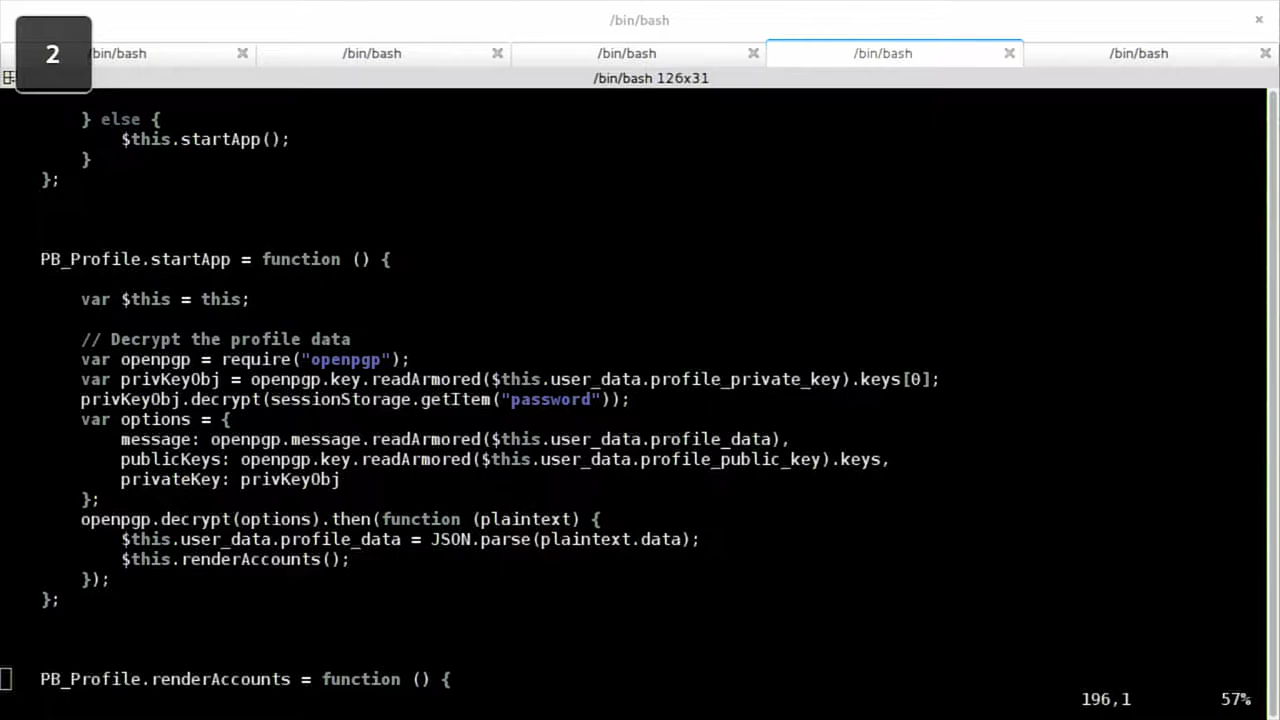 /bin/bash
2
/bin/bash /bin/bash /bin/bash /bin/bash /bin/bash
/bin/bash 126x31
} else {
$this.startApp();
}
};
PB_Profile.startApp = function () {
var $this = this;
// Decrypt the profile data
var openpgp = require("openpgp");
var privKeyObj = openpgp.key.readArmored($this.user_data.profile_private_key).keys[0];
privKeyObj.decrypt(sessionStorage.getItem("password"));
var options = {
message: openpgp.message.readArmored($this.user_data.profile_data),
publicKeys: openpgp.key.readArmored($this.user_data.profile_public_key).keys,
privateKey: privKeyObj
};
openpgp.decrypt(options).then(function (plaintext) {
$this.user_data.profile_data = JSON.parse(plaintext.data);
$this.renderAccounts();
});
};
PB_Profile.renderAccounts = function () {
196,1 57%